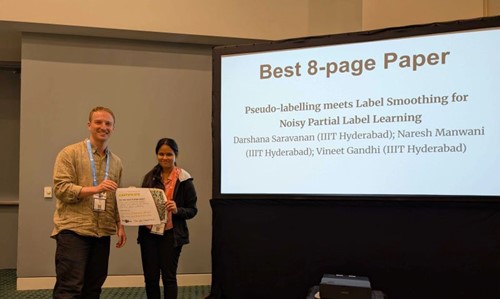 Best 8-page Paper
Pseudo-labelling meets Label Smoothing for
Noisy Partial Label Learning
Darshana Saravanan (IIIT Hyderabad); Naresh Manwani
(IIIT Hyderabad); Vineet Gandhi (IIIT Hyderabad)